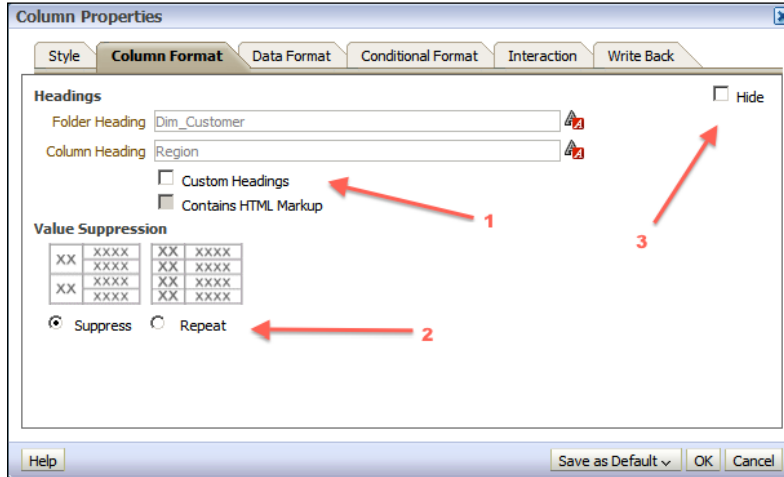 Column Properties
Style Column Format Data Format Conditional Format Interaction Write Back
Headings Hide
Folder Heading Dim_Customer
Column Heading Region
Custom Headings 1
Contains HTML Markup
3
Value Suppression
XX XXXX XX XXXX
XXXX XX XXXX
XX XXXX XX XXXX
XXXX XX XXXX
Suppress Repeat 2
Help Save as Default OK Cancel